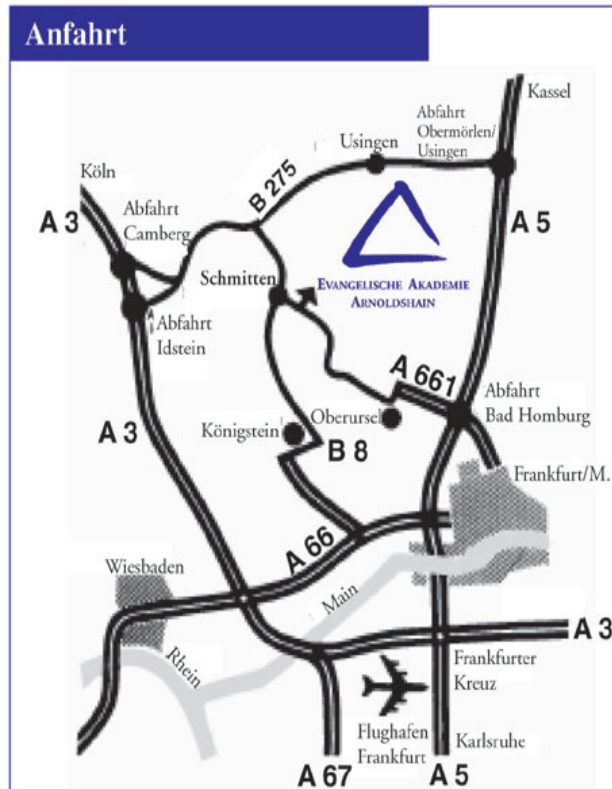 Anfahrt
Kassel
Abfahrt
Obermörlen/
Usingen
Usingen
Köln
B 275
A 3
Abfahrt
Camberg
A 5
Schmitten
EVANGELISCHE AKADEMIE
ARNOLDSHAIN
Abfahrt
Idstein
A 661
Abfahrt
Bad Homburg
A 3
Königstein
Oberursel
B 8
Frankfurt/M.
A 66
Wiesbaden
Main
Rhein
A 3
Frankfurter
Kreuz
Flughafen
Frankfurt
Karlsruhe
A 67
A 5